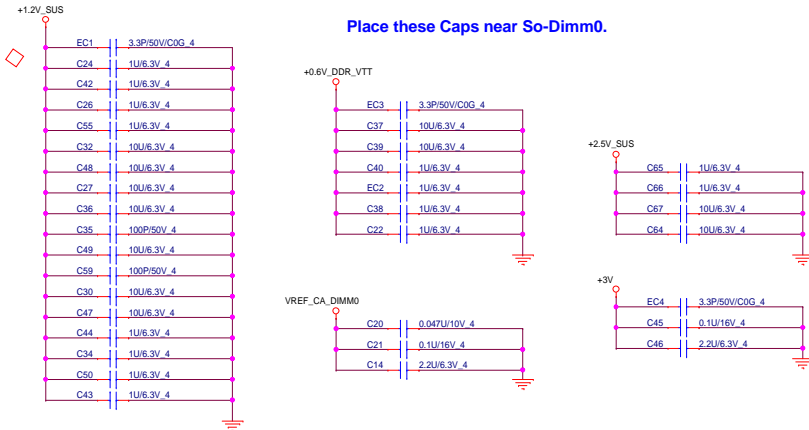 +1.2V_SUS
EC1 3.3P/50V/C0G_4
C24 1U/6.3V_4
C42 1U/6.3V_4
C26 1U/6.3V_4
C55 1U/6.3V_4
C32 10U/6.3V_4
C48 10U/6.3V_4
C27 10U/6.3V_4
C36 10U/6.3V_4
C35 100P/50V_4
C49 10U/6.3V_4
C59 100P/50V_4
C30 10U/6.3V_4
C47 10U/6.3V_4
C44 1U/6.3V_4
C34 1U/6.3V_4
C50 1U/6.3V_4
C43 1U/6.3V_4
Place these Caps near So-Dimm0.
+0.6V_DDR_VTT
EC3 3.3P/50V/C0G_4
C37 10U/6.3V_4
C39 10U/6.3V_4
C40 1U/6.3V_4
EC2 1U/6.3V_4
C38 1U/6.3V_4
C22 1U/6.3V_4
VREF_CA_DIMM0
C20 0.047U/10V_4
C21 0.1U/16V_4
C14 2.2U/6.3V_4
+2.5V_SUS
C65 1U/6.3V_4
C66 1U/6.3V_4
C67 10U/6.3V_4
C64 10U/6.3V_4
+3V
EC4 3.3P/50V/C0G_4
C45 0.1U/16V_4
C46 2.2U/6.3V_4